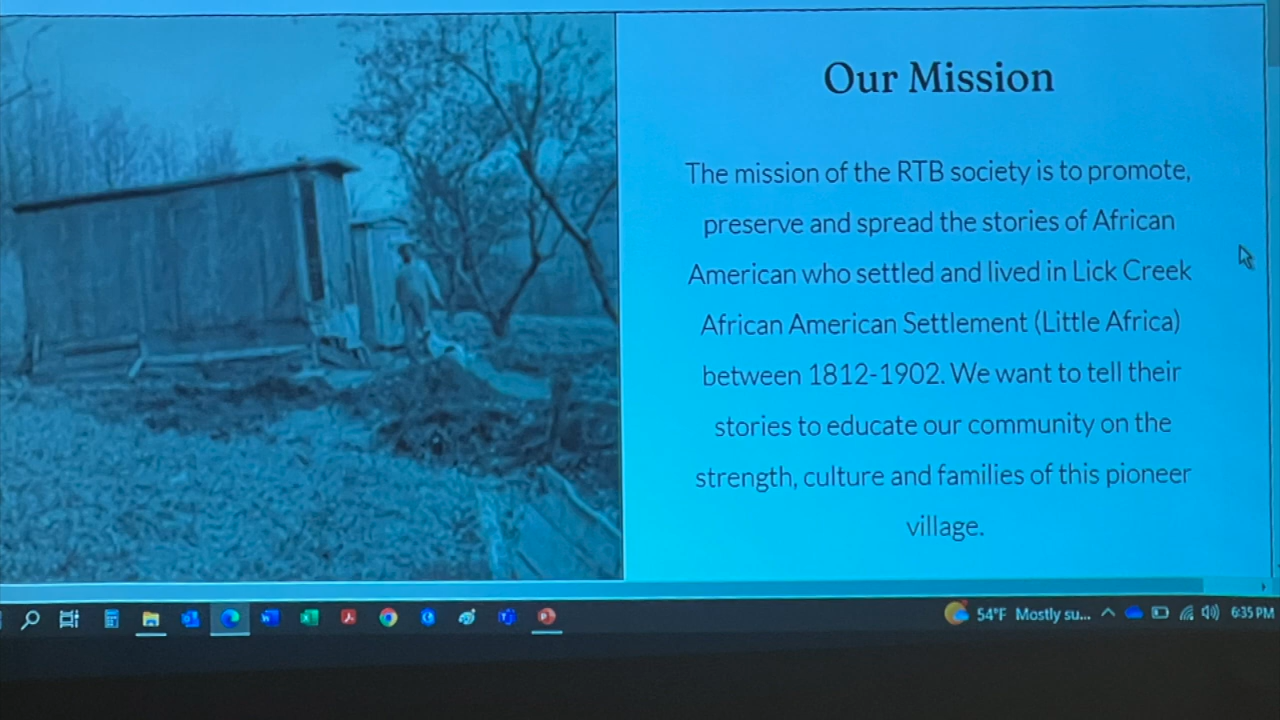 Our Mission
The mission of the RTB society is to promote,
preserve and spread the stories of African
American who settled and lived in Lick Creek
African American Settlement (Little Africa)
between 1812-1902. We want to tell their
stories to educate our community on the
strength, culture and families of this pioneer
village.
54°F Mostly su... 6:35 PM